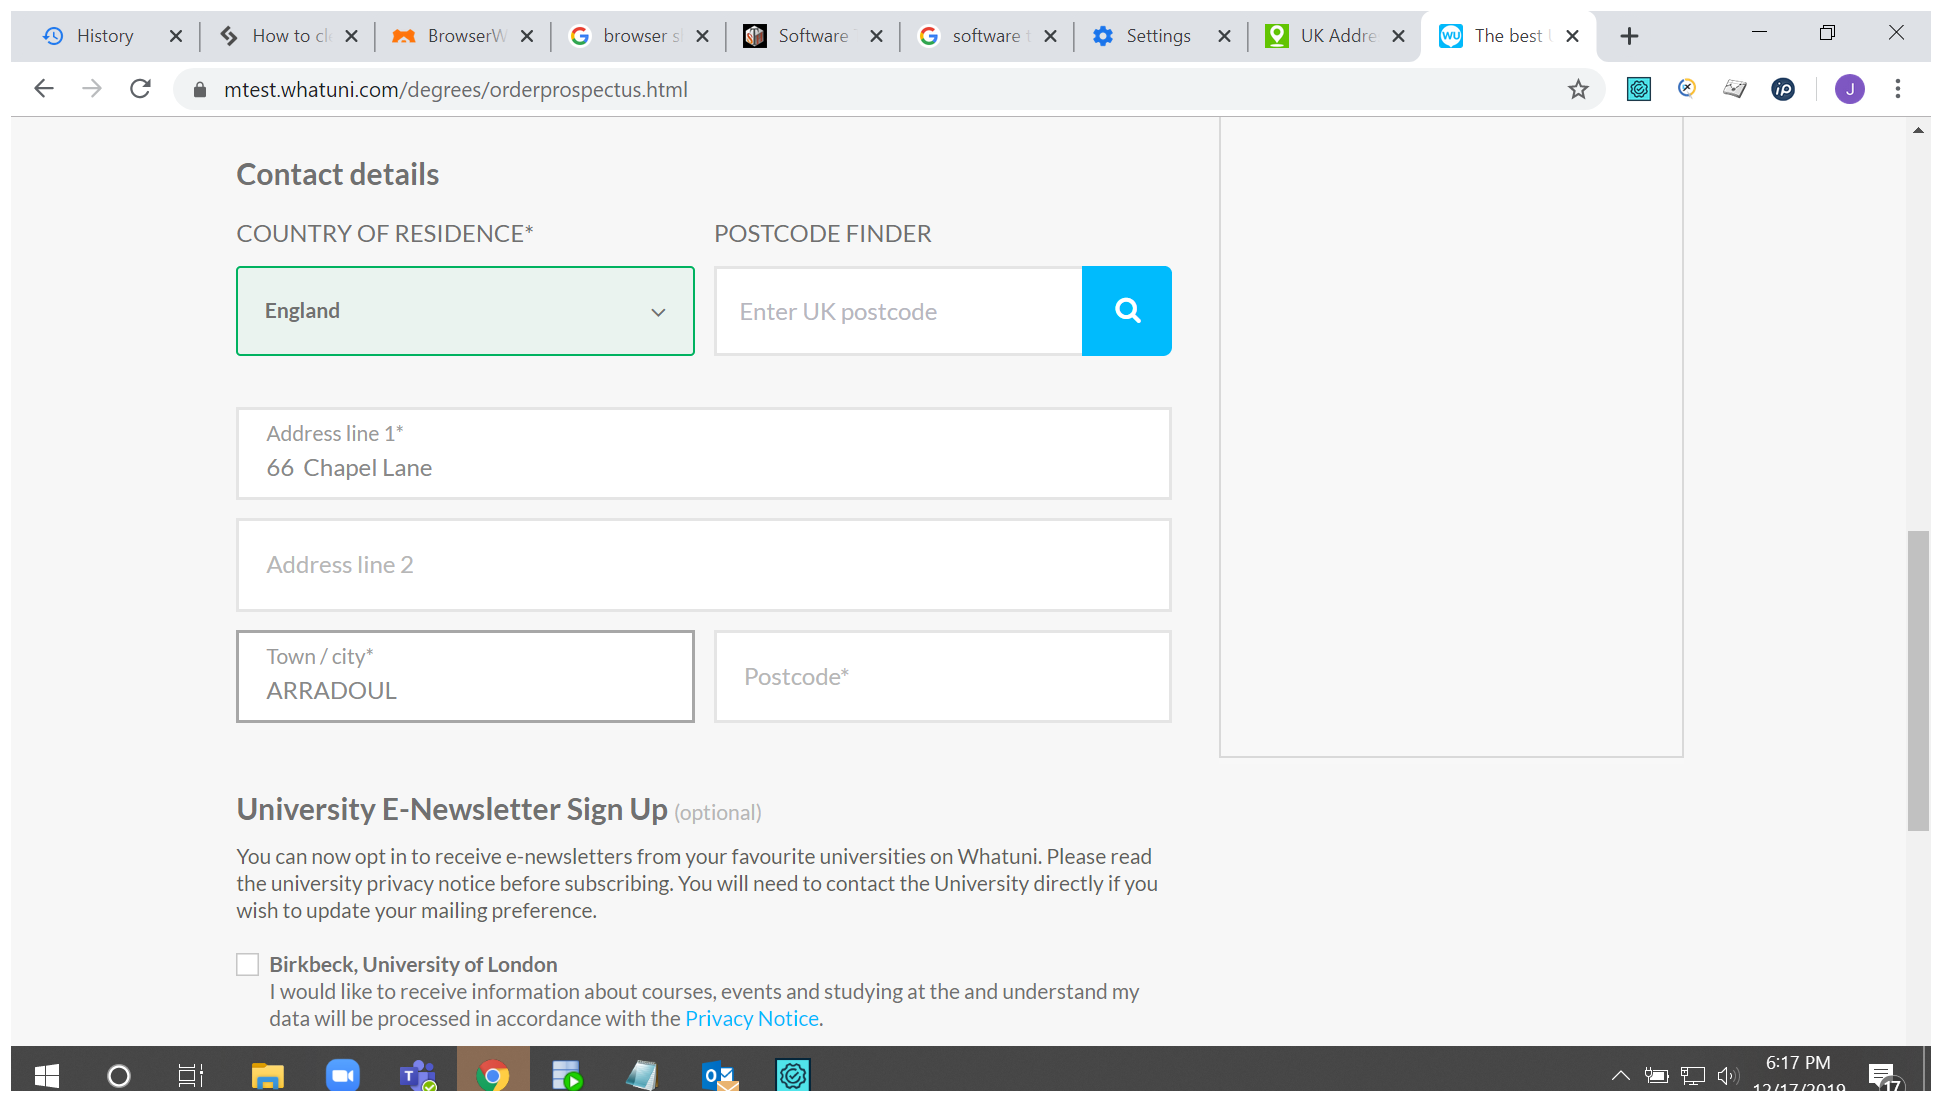 History
How to cl
BrowserW
browser s
Software
software t
Settings
UK Addre
The best
mtest.whatuni.com/degrees/orderprospectus.html
J
Contact details
COUNTRY OF RESIDENCE*
POSTCODE FINDER
England
Enter UK postcode
Address line 1*
66 Chapel Lane
Address line 2
Town / city*
ARRADOUL
Postcode*
University E-Newsletter Sign Up (optional)
You can now opt in to receive e-newsletters from your favourite universities on Whatuni. Please read
the university privacy notice before subscribing. You will need to contact the University directly if you
wish to update your mailing preference.
Birkbeck, University of London
I would like to receive information about courses, events and studying at the and understand my
data will be processed in accordance with the Privacy Notice.
6:17 PM
12/17/2019
17